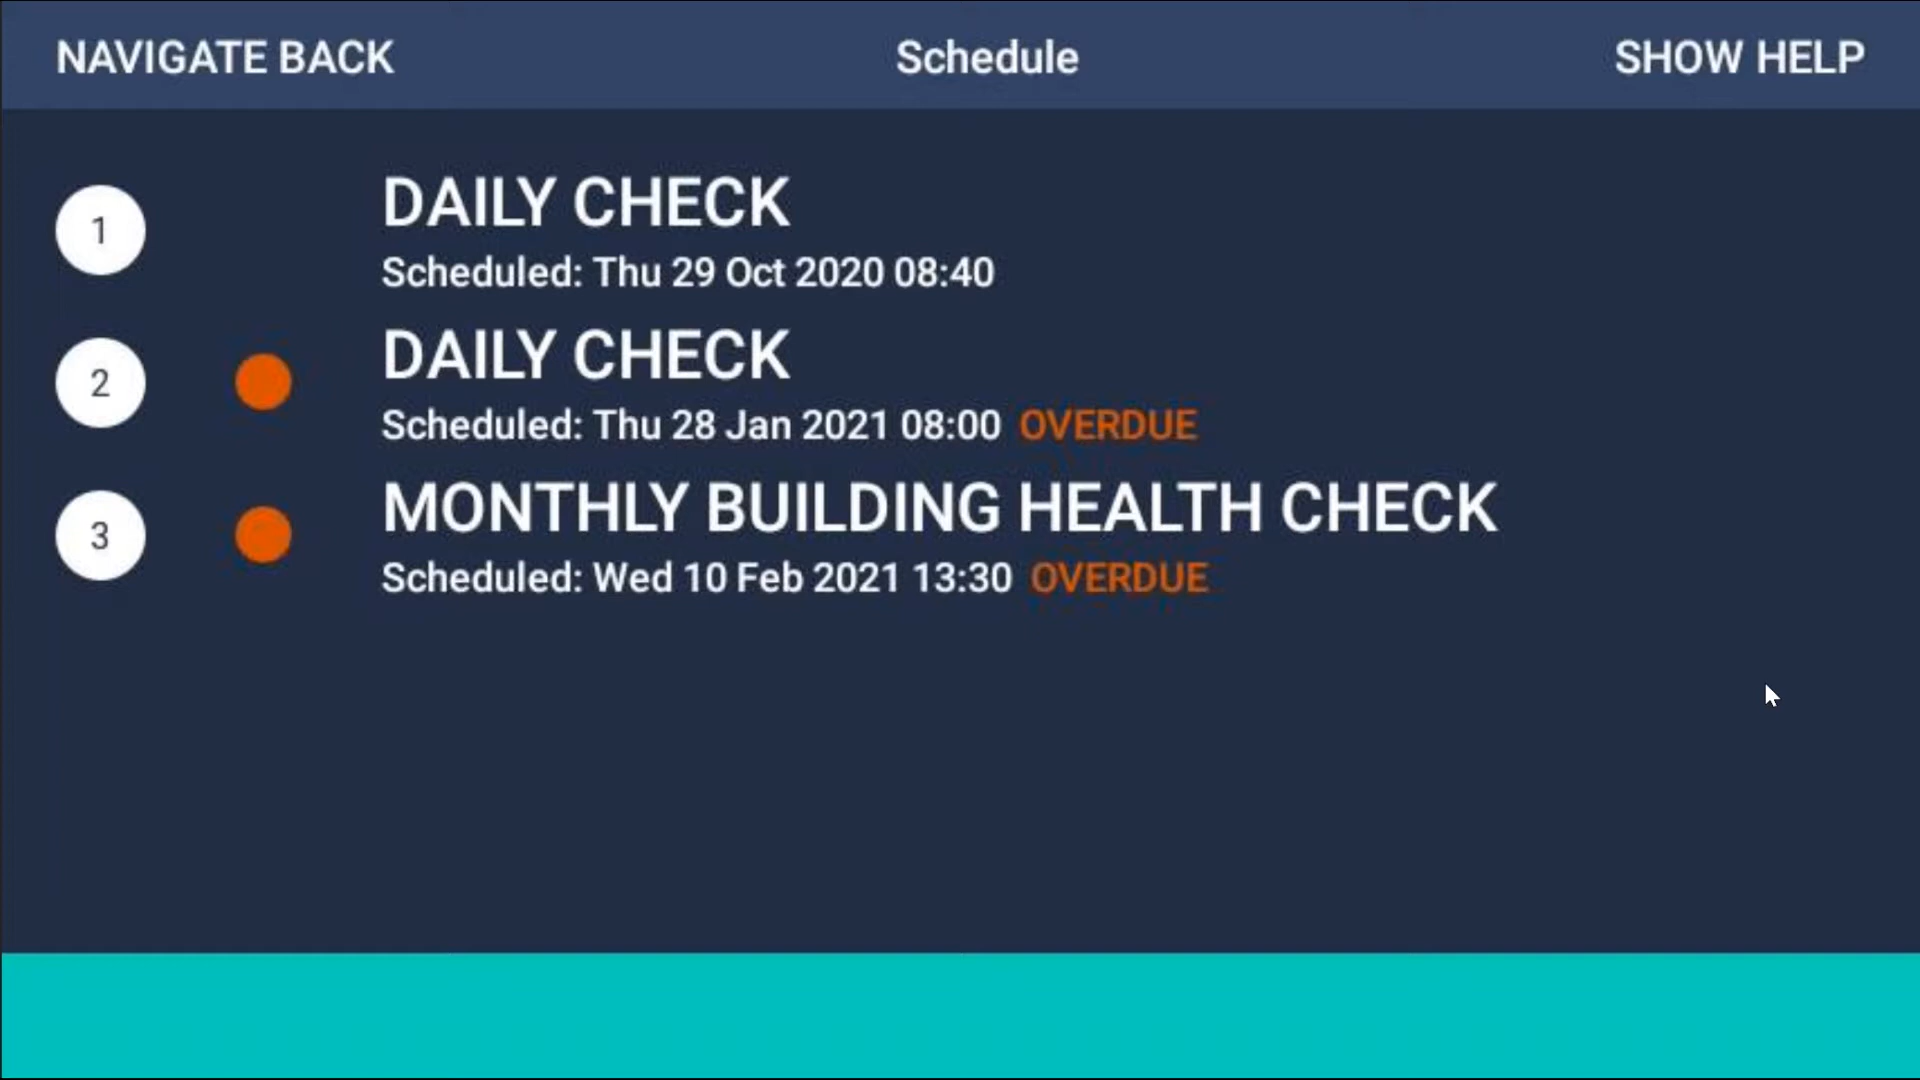 NAVIGATE BACK Schedule SHOW HELP
1 DAILY CHECK
Scheduled: Thu 29 Oct 2020 08:40
2 DAILY CHECK
Scheduled: Thu 28 Jan 2021 08:00 OVERDUE
3 MONTHLY BUILDING HEALTH CHECK
Scheduled: Wed 10 Feb 2021 13:30 OVERDUE